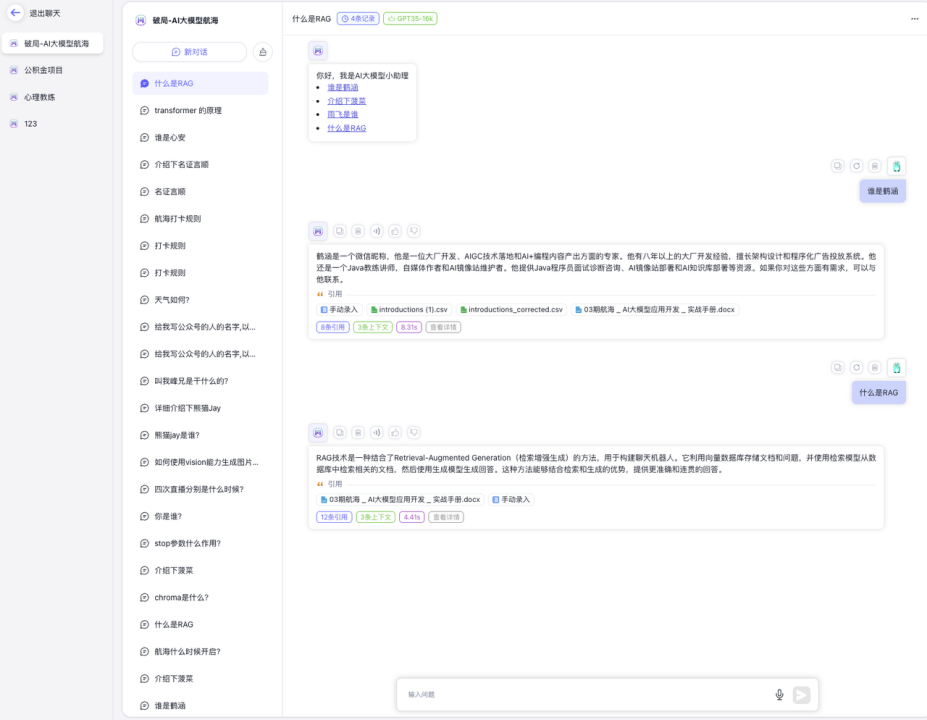 退出聊天
破局-AI大模型航海
公积金项目
心理教练
123
破局-AI大模型航海
新对话
什么是RAG
transformer 的原理
谁是心安
介绍下名证言顺
名证言顺
航海打卡规则
打卡规则
打卡规则
天气如何?
给我写公众号的人的名字,以...
给我写公众号的人的名字,以...
叫我峰兄是干什么的?
详细介绍下熊猫Jay
熊猫jay是谁?
如何使用vision能力生成图片...
四次直播分别是什么时候?
你是谁?
stop参数什么作用?
介绍下菠菜
chroma是什么?
什么是RAG
航海什么时候开启?
介绍下菠菜
谁是鹤涵
什么是RAG 4条记录 GPT35-16k
你好，我是AI大模型小助理
谁是鹤涵
介绍下菠菜
雨飞是谁
什么是RAG
谁是鹤涵
鹤涵是一个微信昵称，他是一位大厂开发、AIGC技术落地和AI+编程内容产出方面的专家。他有八年以上的大厂开发经验，擅长架构设计和程序化广告投放系统。他
还是一个Java教练讲师，自媒体作者和AI镜像站维护者。他提供Java程序员面试诊断咨询、AI镜像站部署和AI知识库部署等资源。如果你对这些方面有需求，可以与
他联系。
引用
手动录入 introductions (1).csv introductions_corrected.csv 03期航海 _ AI大模型应用开发 _ 实战手册.docx
8条引用 3条上下文 8.31s 查看详情
什么是RAG
RAG技术是一种结合了Retrieval-Augmented Generation（检索增强生成）的方法，用于构建聊天机器人。它利用向量数据库存储文档和问题，并使用检索模型从数
据库中检索相关的文档，然后使用生成模型生成回答。这种方法能够结合检索和生成的优势，提供更准确和连贯的回答。
引用
03期航海 _ AI大模型应用开发 _ 实战手册.docx 手动录入
12条引用 3条上下文 4.41s 查看详情
输入问题